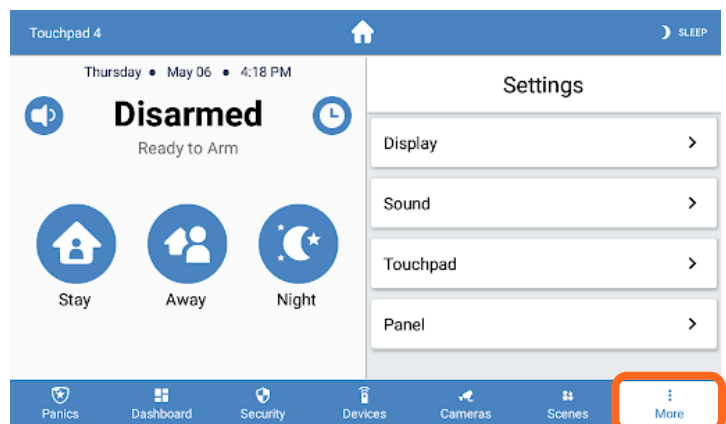 Touchpad 4
SLEEP
Thursday • May 06 • 4:18 PM
Disarmed
Ready to Arm
Stay
Away
Night
Settings
Display
Sound
Touchpad
Panel
Panics
Dashboard
Security
Devices
Cameras
Scenes
More